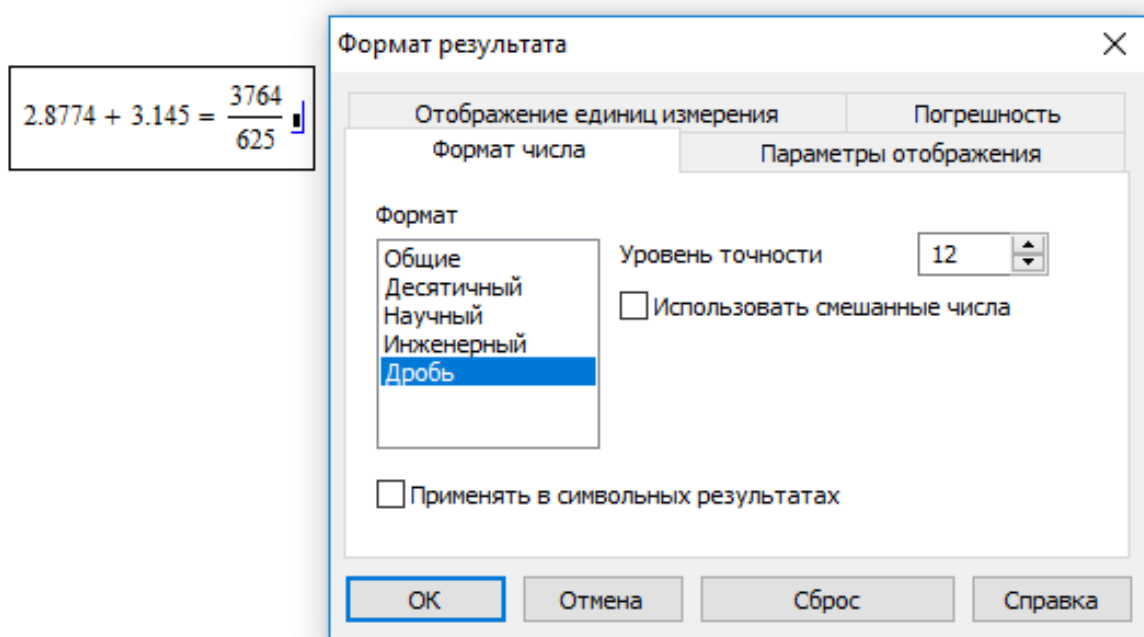 2.8774 + 3.145 = 3764/625
Формат результата
Отображение единиц измерения Погрешность
Формат числа Параметры отображения
Формат
Общие
Десятичный
Научный
Инженерный
Дробь
Уровень точности 12
Использовать смешанные числа
Применять в символьных результатах
OK Отмена Сброс Справка